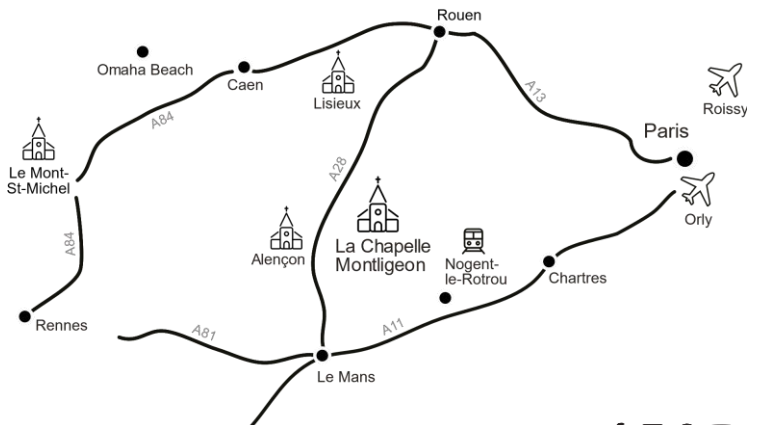 Rouen
Omaha Beach
Caen
Lisieux
A84
A13
Roissy
Paris
Le Mont-
St-Michel
A28
Orly
La Chapelle
Montligeon
Alençon
Nogent-
le-Rotrou
Chartres
A84
Rennes
A81
A11
Le Mans